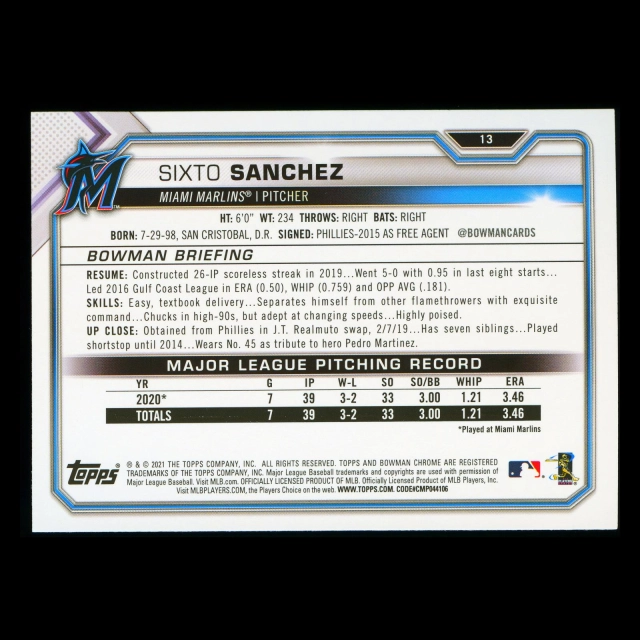 13
SIXTO SANCHEZ
MIAMI MARLINS® | PITCHER
HT: 6'0" WT: 234 THROWS: RIGHT BATS: RIGHT
BORN: 7-29-98, SAN CRISTOBAL, D.R. SIGNED: PHILLIES-2015 AS FREE AGENT @BOWMANCARDS
BOWMAN BRIEFING
RESUME: Constructed 26-IP scoreless streak in 2019...Went 5-0 with 0.95 in last eight starts...
Led 2016 Gulf Coast League in ERA (0.50), WHIP (0.759) and OPP AVG (.181).
SKILLS: Easy, textbook delivery...Separates himself from other flamethrowers with exquisite
command...Chucks in high-90s, but adept at changing speeds...Highly poised.
UP CLOSE: Obtained from Phillies in J.T. Realmuto swap, 2/7/19...Has seven siblings...Played
shortstop until 2014...Wears No. 45 as tribute to hero Pedro Martinez.
MAJOR LEAGUE PITCHING RECORD
YR G IP W-L SO SO/BB WHIP ERA
2020* 7 39 3-2 33 3.00 1.21 3.46
TOTALS 7 39 3-2 33 3.00 1.21 3.46
*Played at Miami Marlins
TOPPS®
® & © 2021 THE TOPPS COMPANY, INC. ALL RIGHTS RESERVED. TOPPS AND BOWMAN CHROME ARE REGISTERED
TRADEMARKS OF THE TOPPS COMPANY, INC. Major League Baseball trademarks and copyrights are used with permission of
Major League Baseball. Visit MLB.com. OFFICIALLY LICENSED PRODUCT OF MLB. Officially Licensed Product of MLB Players, Inc.
Visit MLBPLAYERS.COM, the Players Choice on the web. WWW.TOPPS.COM. CODE#CMP044106